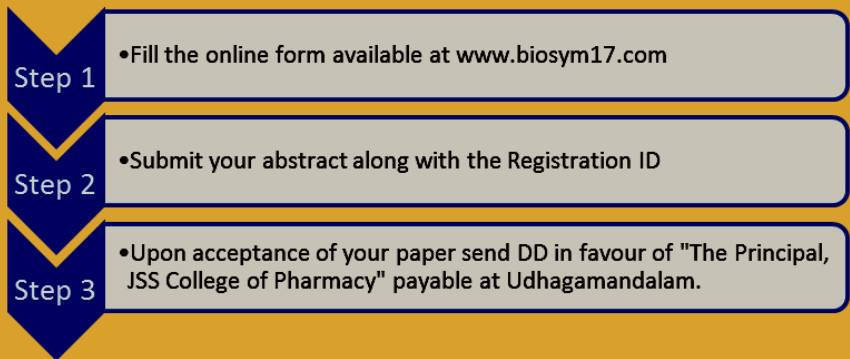 Step 1
•Fill the online form available at www.biosym17.com
Step 2
•Submit your abstract along with the Registration ID
Step 3
•Upon acceptance of your paper send DD in favour of "The Principal,
JSS College of Pharmacy" payable at Udhagamandalam.